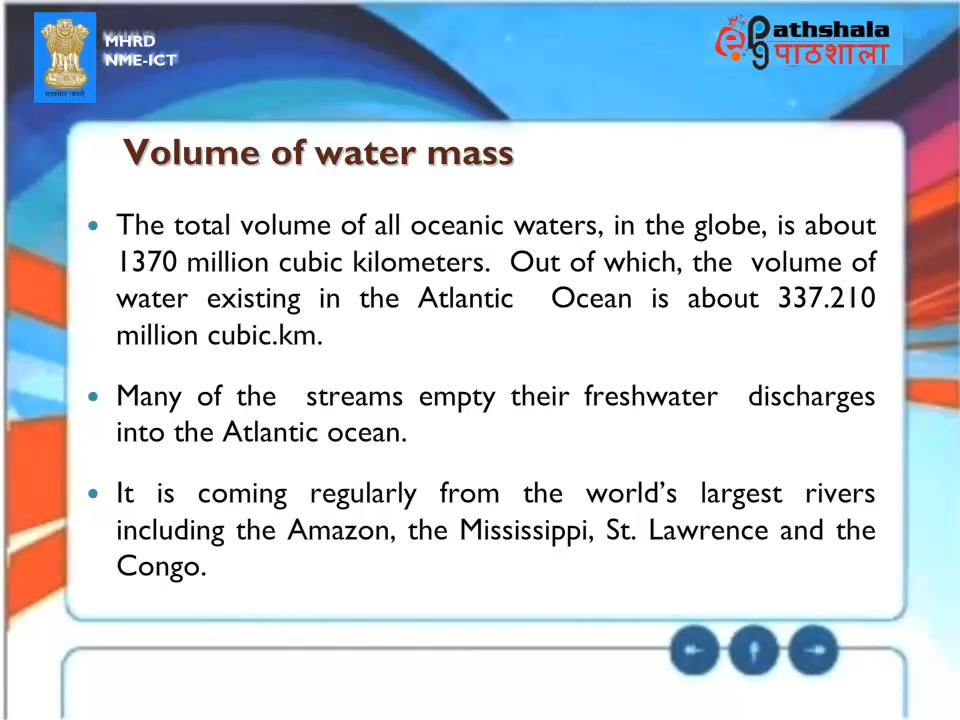 MHRD
NME-ICT
ePathshala
पाठशाला
Volume of water mass
• The total volume of all oceanic waters, in the globe, is about
1370 million cubic kilometers. Out of which, the volume of
water existing in the Atlantic Ocean is about 337.210
million cubic.km.
• Many of the streams empty their freshwater discharges
into the Atlantic ocean.
• It is coming regularly from the world's largest rivers
including the Amazon, the Mississippi, St. Lawrence and the
Congo.